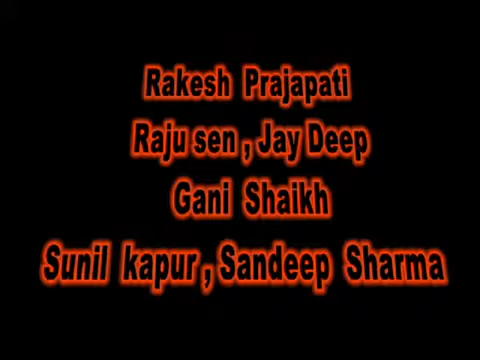 Rakesh Prajapati
Raju sen , Jay Deep
Gani Shaikh
Sunil kapur , Sandeep Sharma